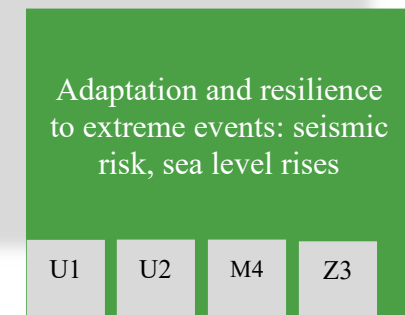 Adaptation and resilience
to extreme events: seismic
risk, sea level rises
U1 U2 M4 Z3